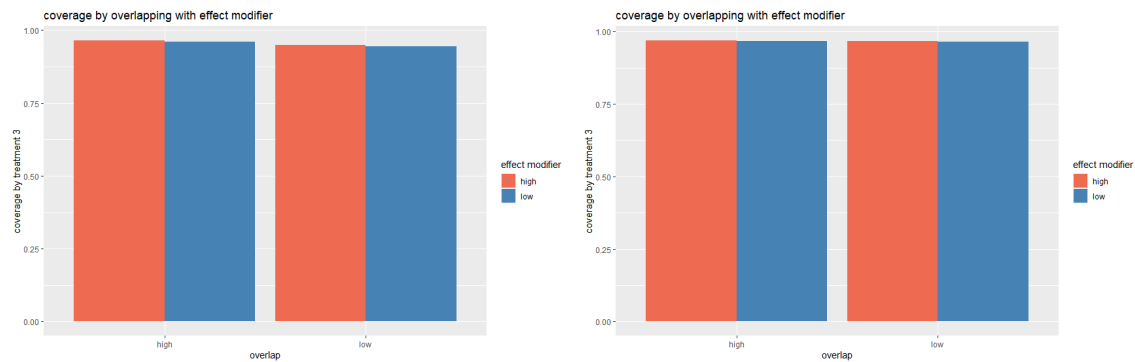 coverage by overlapping with effect modifier
1.00
0.75
0.50
0.25
0.00
coverage by treatment 3
high
low
overlap
effect modifier
high
low
coverage by overlapping with effect modifier
1.00
0.75
0.50
0.25
0.00
coverage by treatment 3
high
low
overlap
effect modifier
high
low